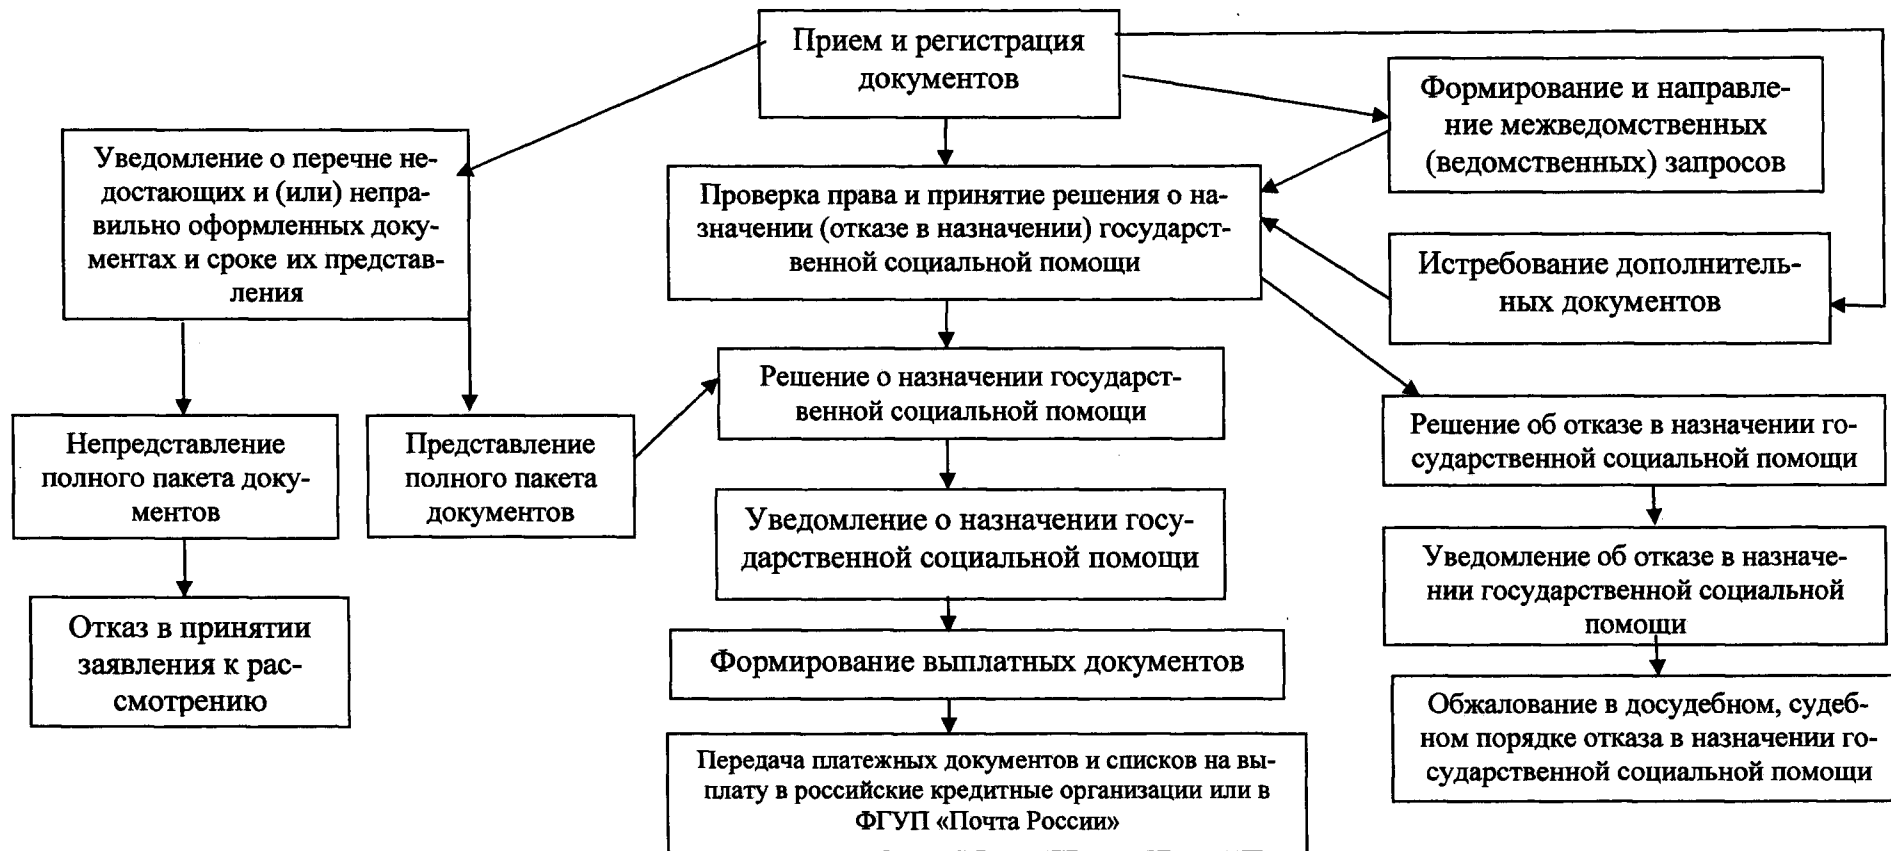 Прием и регистрация
документов
Формирование и направле-
ние межведомственных
(ведомственных) запросов
Уведомление о перечне не-
достающих и (или) непра-
вильно оформленных доку-
ментах и сроке их представ-
ления
Проверка права и принятие решения о на-
значении (отказе в назначении) государст-
венной социальной помощи
Истребование дополнитель-
ных документов
Решение о назначении государст-
венной социальной помощи
Решение об отказе в назначении го-
сударственной социальной помощи
Непредставление
полного пакета доку-
ментов
Представление
полного пакета
документов
Уведомление о назначении госу-
дарственной социальной помощи
Уведомление об отказе в назначе-
нии государственной социальной
помощи
Отказ в принятии
заявления к рас-
смотрению
Формирование выплатных документов
Обжалование в досудебном, судеб-
ном порядке отказа в назначении го-
сударственной социальной помощи
Передача платежных документов и списков на вы-
плату в российские кредитные организации или в
ФГУП «Почта России»